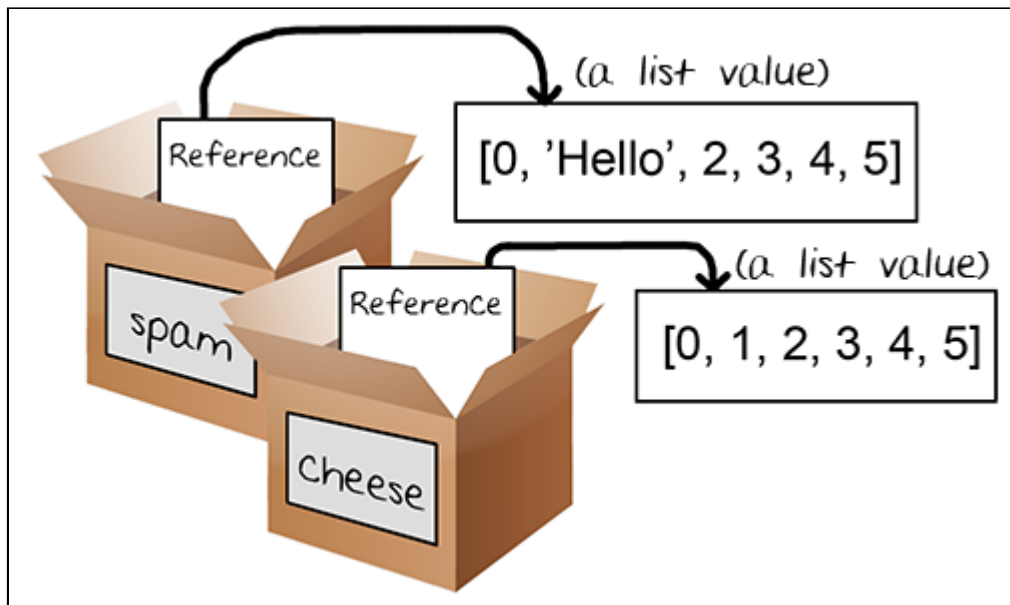 (a list value)
Reference
[0, ’Hello’, 2, 3, 4, 5]
spam
(a list value)
Reference
[0, 1, 2, 3, 4, 5]
cheese